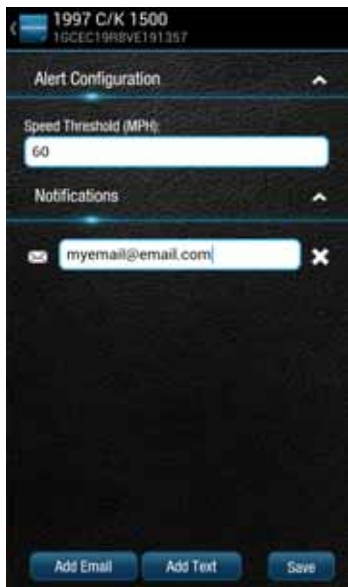 1997 C/K 1500
1GCEC19R8VE191357
Alert Configuration
Speed Threshold (MPH):
60
Notifications
myemail@email.com
Add Email
Add Text
Save